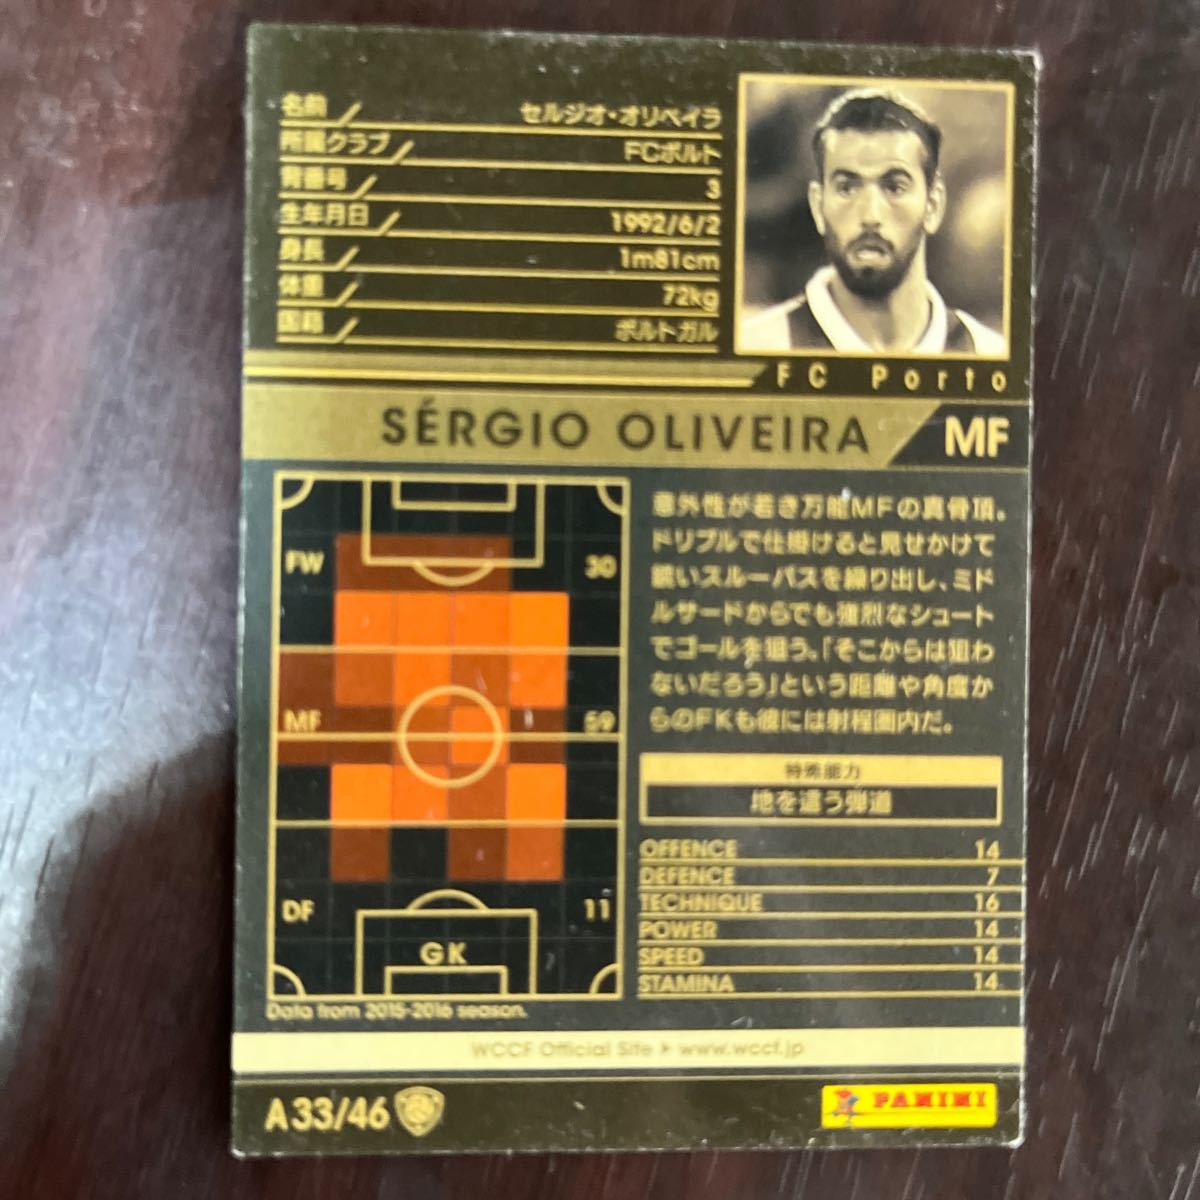 名前 セルジオ・オリベイラ
所属クラブ FCポルト
背番号 3
生年月日 1992/6/2
身長 1m81cm
体重 72kg
国籍 ポルトガル
FC Porto
SÉRGIO OLIVEIRA MF
FW 30
MF 59
DF 11
GK
Data from 2015-2016 season.
意外性が若き万能MFの真骨頂。
ドリブルで仕掛けると見せかけて
鋭いスルーパスを繰り出し、ミド
ルサードからでも強烈なシュート
でゴールを狙う。「そこからは狙わ
ないだろう」という距離や角度か
らのFKも彼には射程圏内だ。
特殊能力
地を這う弾道
OFFENCE 14
DEFENCE 7
TECHNIQUE 16
POWER 14
SPEED 14
STAMINA 14
WCCF Official Site ▶ www.wccf.jp
A33/46
PANINI